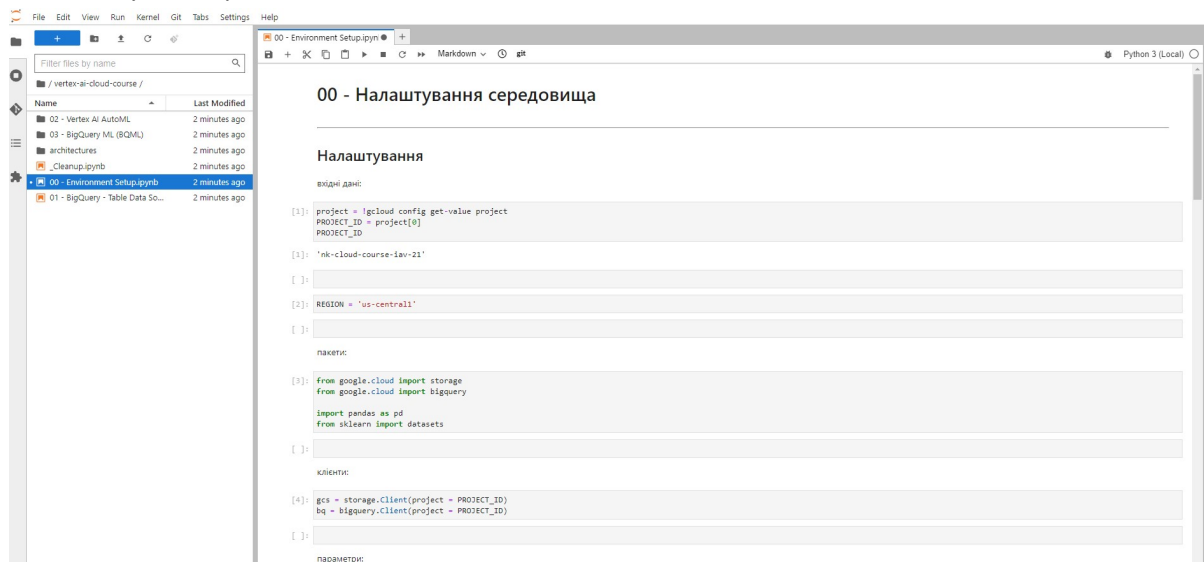 File Edit View Run Kernel Git Tabs Settings Help
+
Filter files by name
/ vertex-ai-cloud-course /
Name Last Modified
02 - Vertex AI AutoML 2 minutes ago
03 - BigQuery ML (BQML) 2 minutes ago
architectures 2 minutes ago
_Cleanup.ipynb 2 minutes ago
00 - Environment Setup.ipynb 2 minutes ago
01 - BigQuery - Table Data So... 2 minutes ago
00 - Environment Setup.ipyn
Markdown git Python 3 (Local)
00 - Налаштування середовища
Налаштування
вхідні дані:
[1]: project = !gcloud config get-value project
PROJECT_ID = project[0]
PROJECT_ID
[1]: 'nk-cloud-course-iav-21'
[ ]:
[2]: REGION = 'us-central1'
[ ]:
пакети:
[3]: from google.cloud import storage
from google.cloud import bigquery
import pandas as pd
from sklearn import datasets
[ ]:
клієнти:
[4]: gcs = storage.Client(project = PROJECT_ID)
bq = bigquery.Client(project = PROJECT_ID)
[ ]:
параметри: